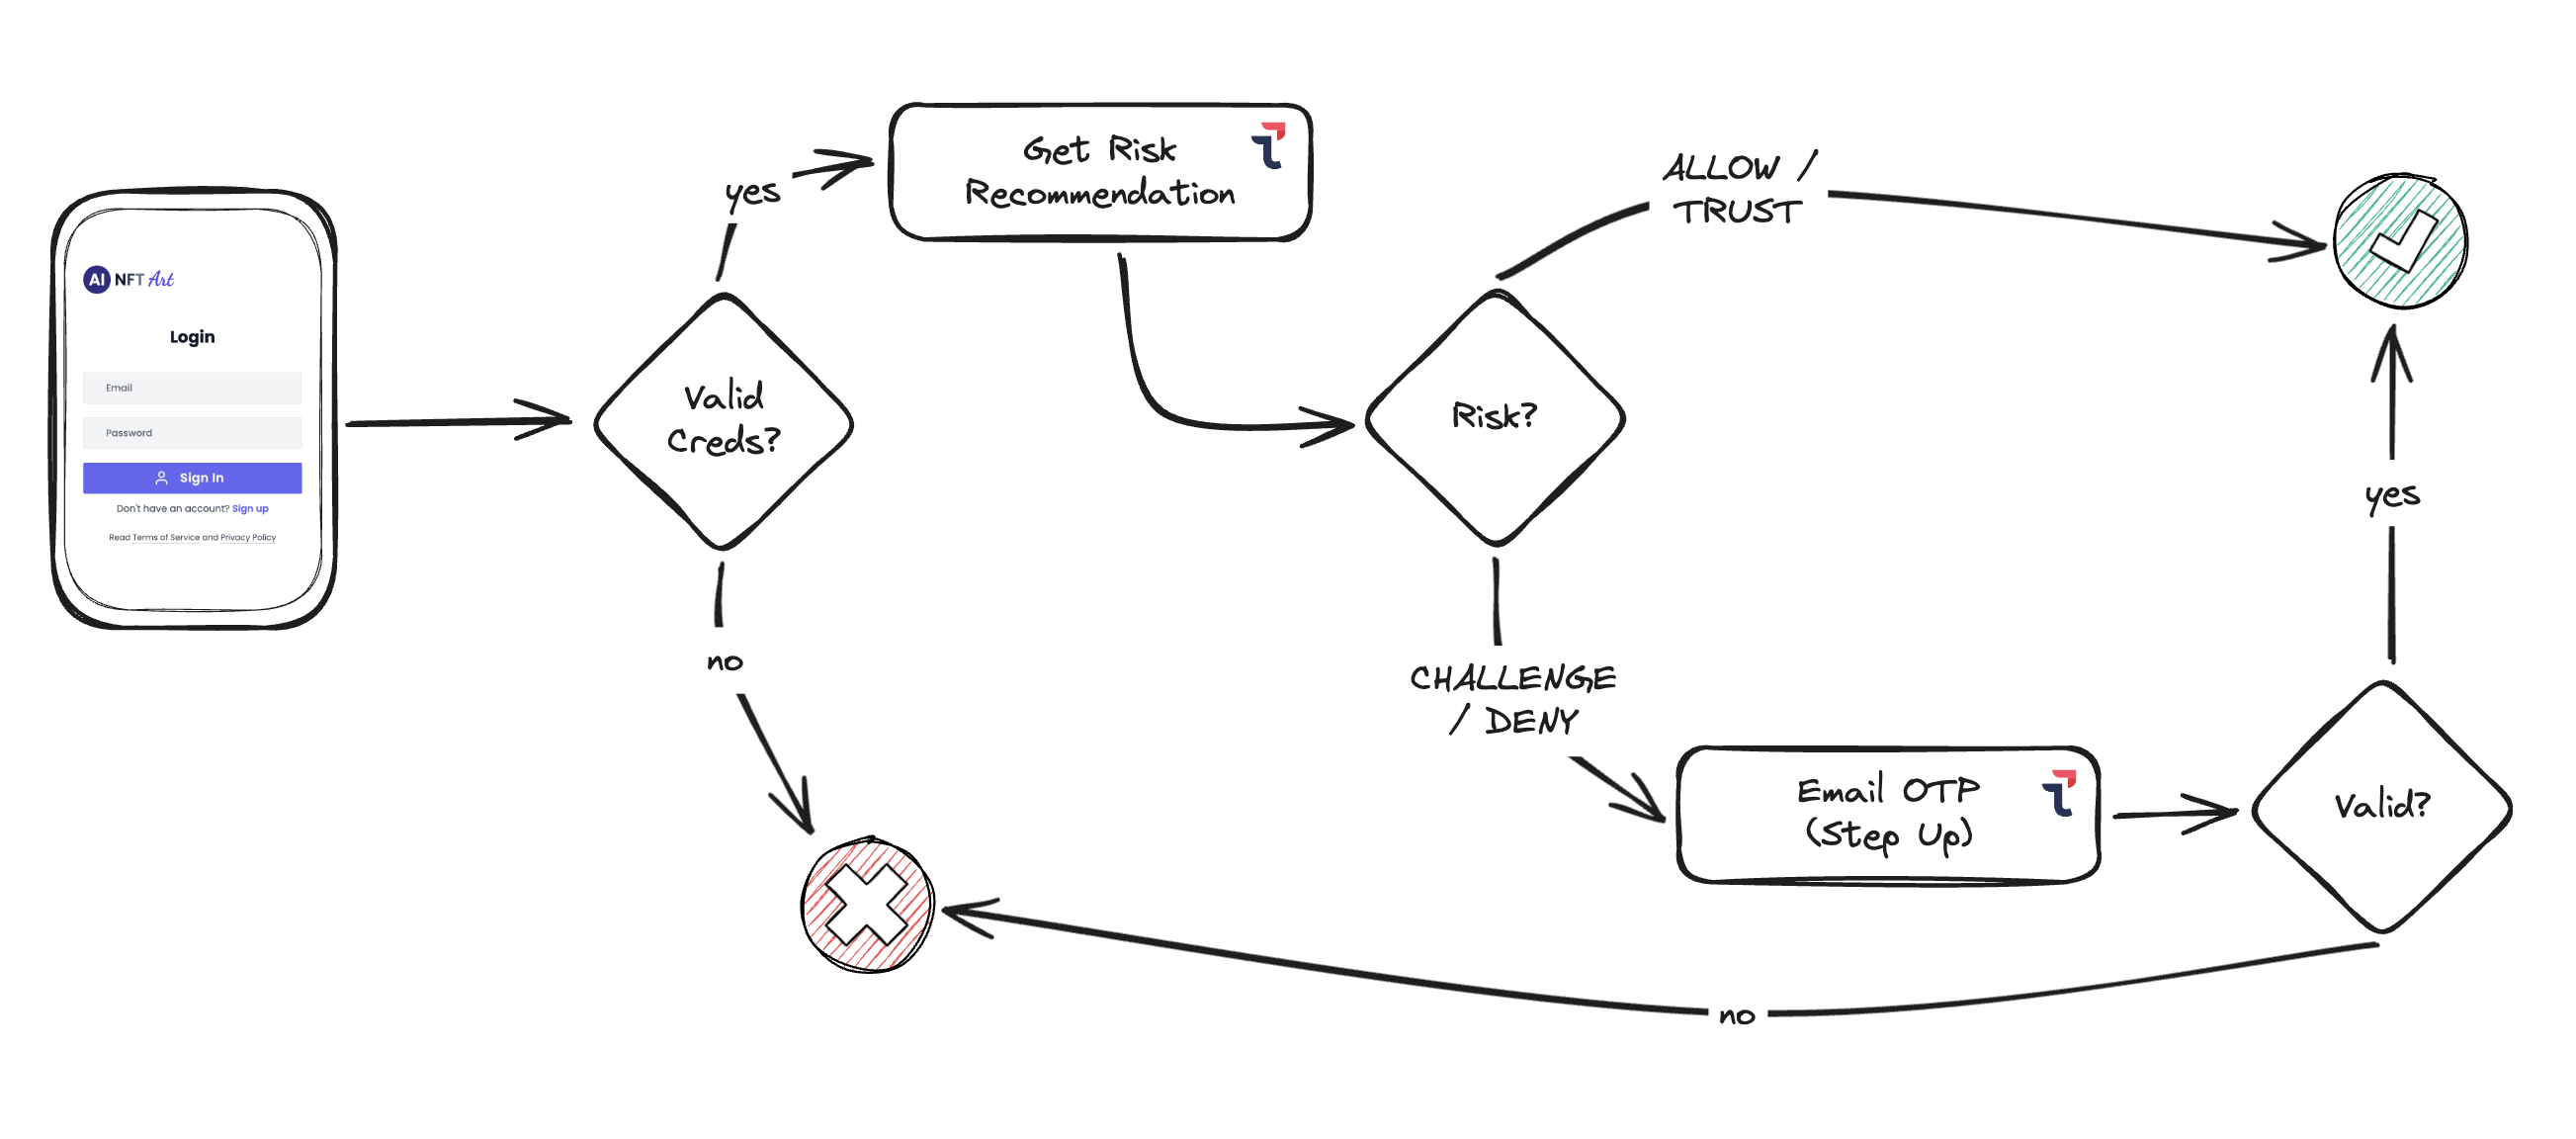 AI NFT Art
Login
Email
Password
Sign In
Don't have an account? Sign up
Read Terms of Service and Privacy Policy
Valid
Creds?
yes
no
Get Risk
Recommendation
Risk?
ALLOW /
TRUST
CHALLENGE
/ DENY
Email OTP
(Step Up)
Valid?
yes
no